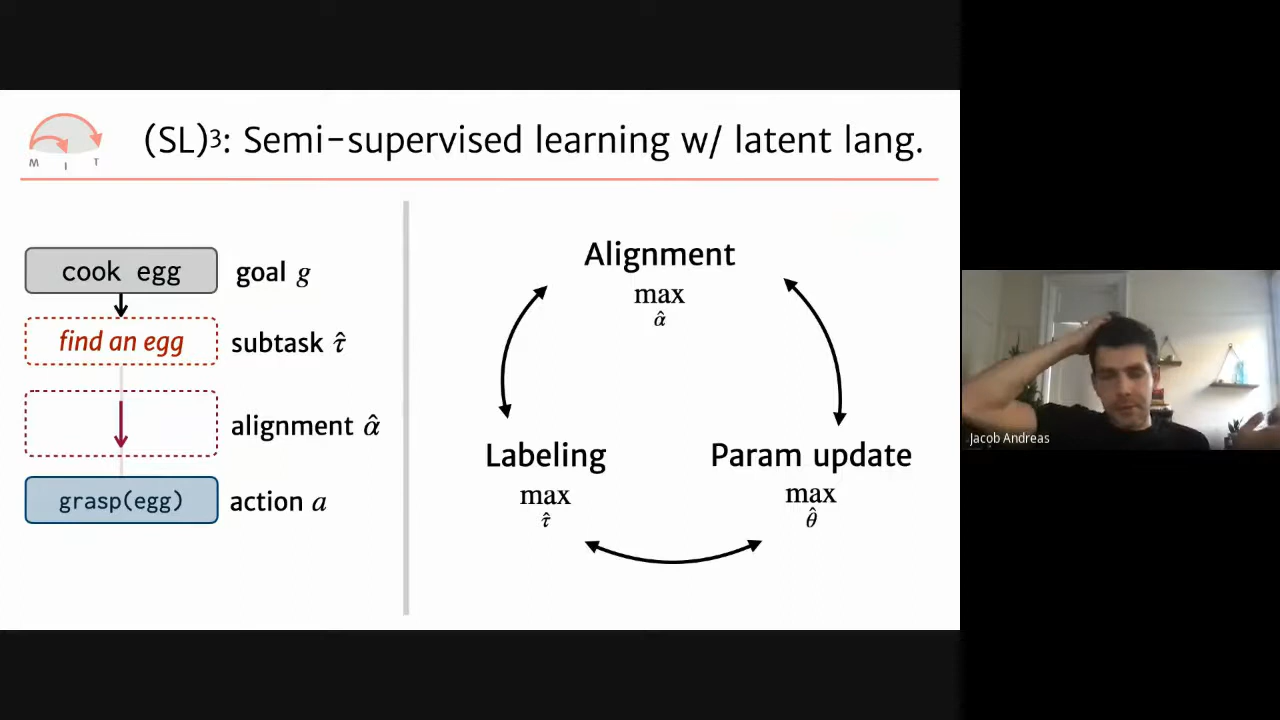 M I T
(SL)³: Semi-supervised learning w/ latent lang.
cook egg
goal g
find an egg
subtask τ̂
alignment α̂
grasp(egg)
action a
Alignment
max
α̂
Labeling
max
τ̂
Param update
max
θ̂
Jacob Andreas